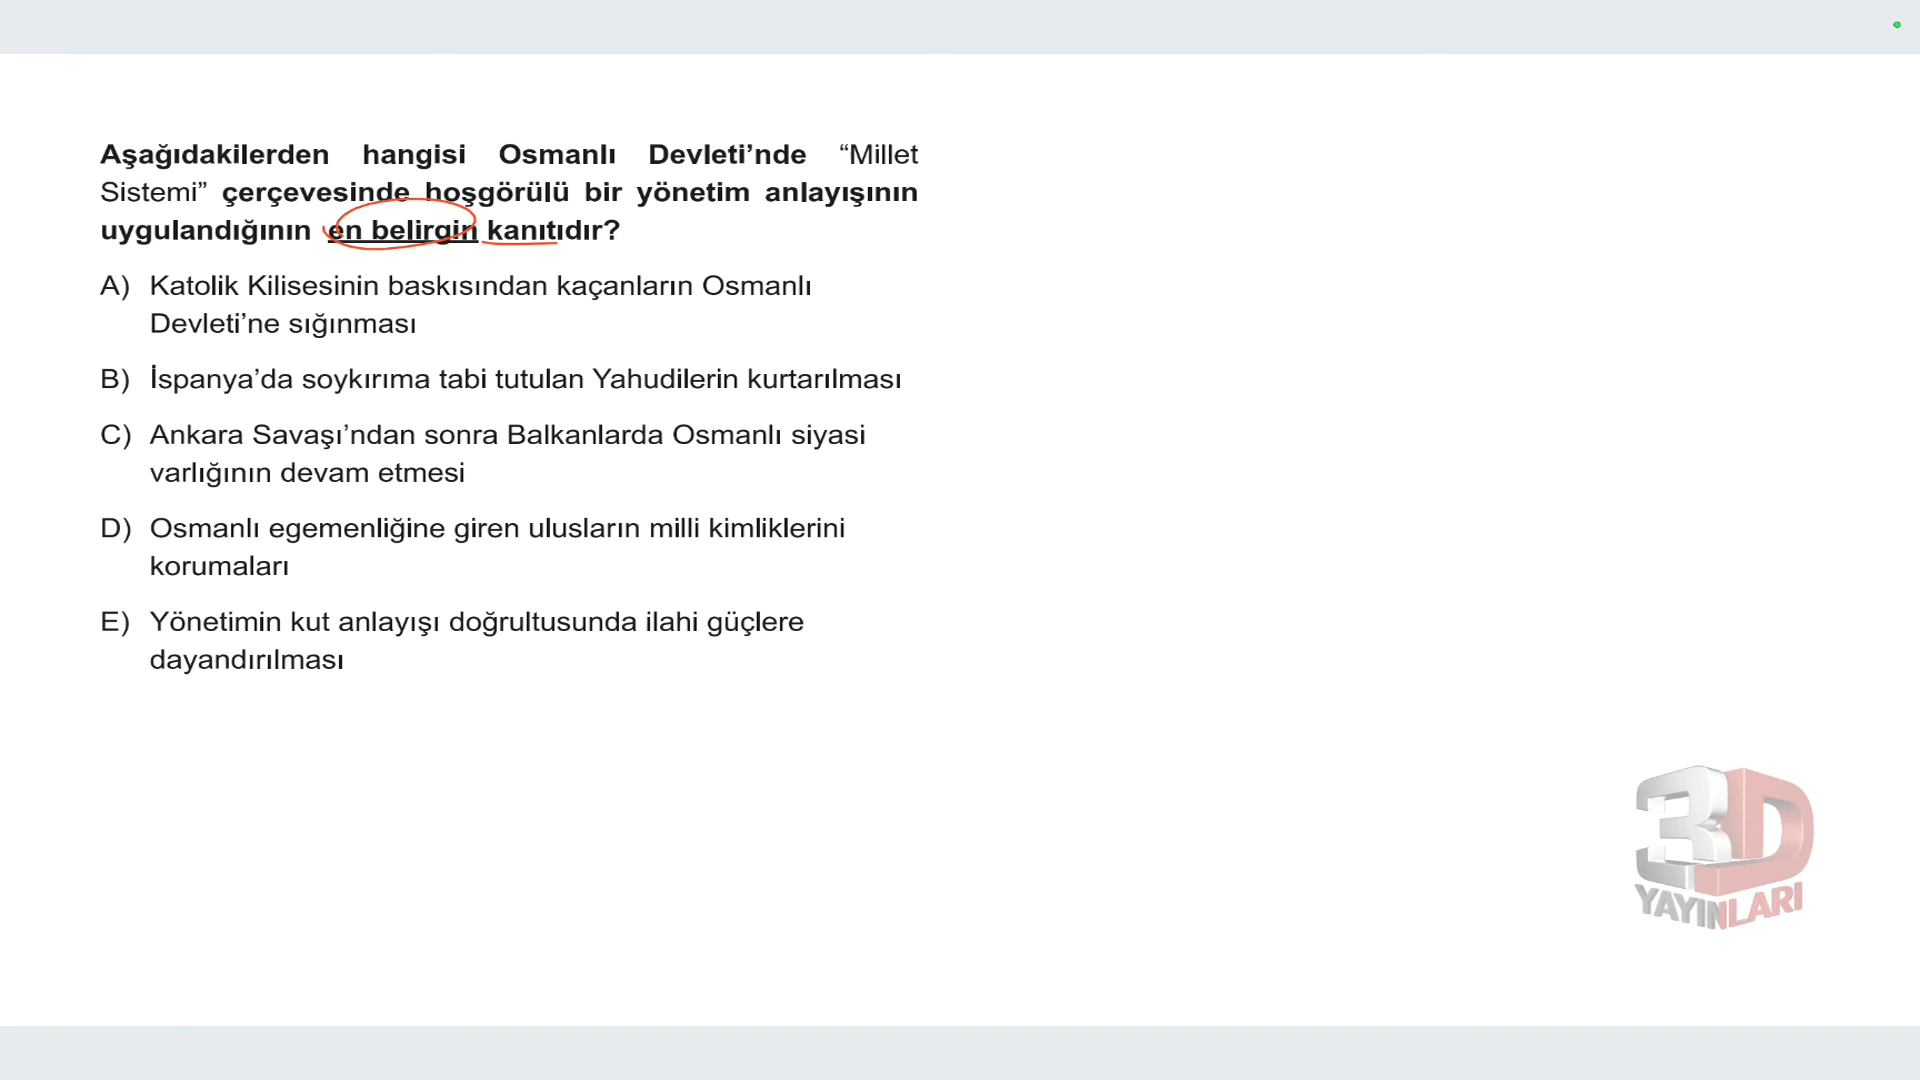 Aşağıdakilerden hangisi Osmanlı Devleti’nde “Millet
Sistemi” çerçevesinde hoşgörülü bir yönetim anlayışının
uygulandığının en belirgin kanıtıdır?
A) Katolik Kilisesinin baskısından kaçanların Osmanlı
Devleti’ne sığınması
B) İspanya’da soykırıma tabi tutulan Yahudilerin kurtarılması
C) Ankara Savaşı’ndan sonra Balkanlarda Osmanlı siyasi
varlığının devam etmesi
D) Osmanlı egemenliğine giren ulusların milli kimliklerini
korumaları
E) Yönetimin kut anlayışı doğrultusunda ilahi güçlere
dayandırılması
3D
YAYINLARI